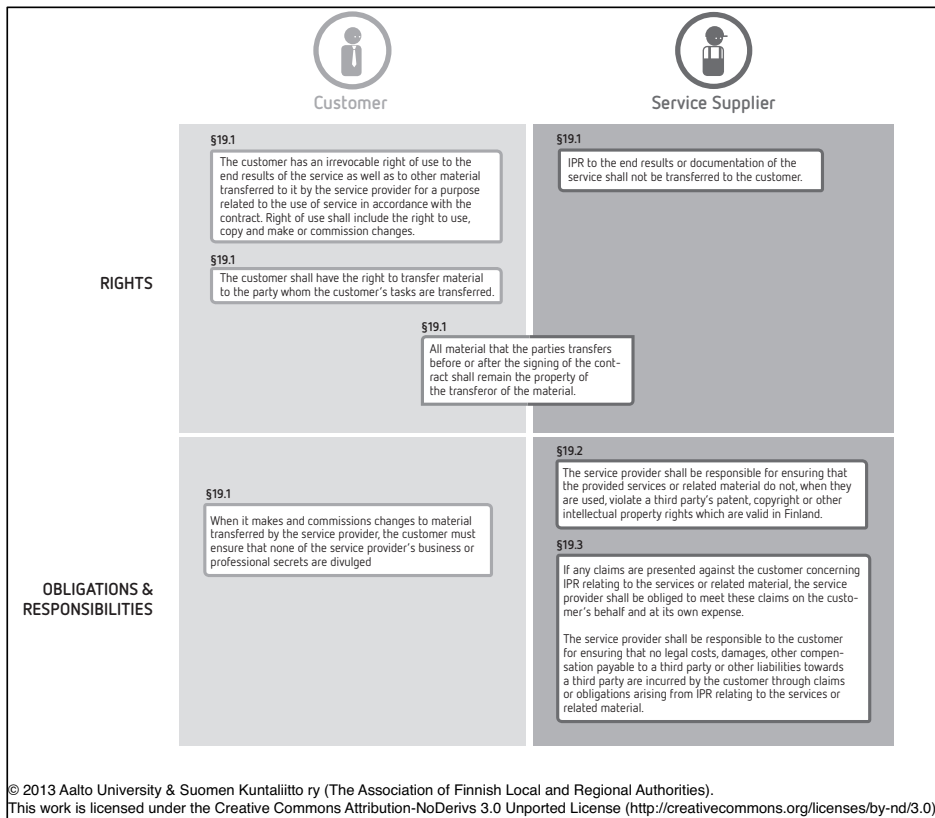 Customer
Service Supplier
RIGHTS
§19.1
The customer has an irrevocable right of use to the
end results of the service as well as to other material
transferred to it by the service provider for a purpose
related to the use of service in accordance with the
contract. Right of use shall include the right to use,
copy and make or commission changes.
§19.1
The customer shall have the right to transfer material
to the party whom the customer's tasks are transferred.
§19.1
IPR to the end results or documentation of the
service shall not be transferred to the customer.
§19.1
All material that the parties transfers
before or after the signing of the cont-
ract shall remain the property of
the transferor of the material.
OBLIGATIONS &
RESPONSIBILITIES
§19.1
When it makes and commissions changes to material
transferred by the service provider, the customer must
ensure that none of the service provider's business or
professional secrets are divulged
§19.2
The service provider shall be responsible for ensuring that
the provided services or related material do not, when they
are used, violate a third party's patent, copyright or other
intellectual property rights which are valid in Finland.
§19.3
If any claims are presented against the customer concerning
IPR relating to the services or related material, the service
provider shall be obliged to meet these claims on the custo-
mer's behalf and at its own expense.
The service provider shall be responsible to the customer
for ensuring that no legal costs, damages, other compen-
sation payable to a third party or other liabilities towards
a third party are incurred by the customer through claims
or obligations arising from IPR relating to the services or
related material.
© 2013 Aalto University & Suomen Kuntaliitto ry (The Association of Finnish Local and Regional Authorities).
This work is licensed under the Creative Commons Attribution-NoDerivs 3.0 Unported License (http://creativecommons.org/licenses/by-nd/3.0)